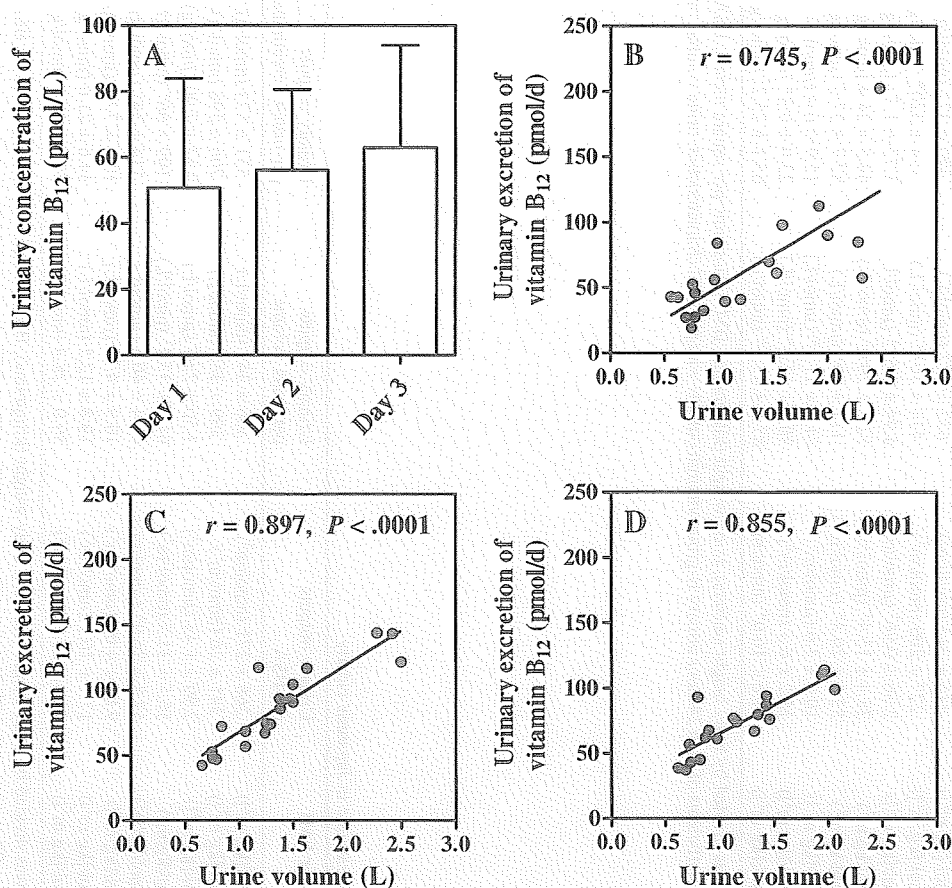 A
Urinary concentration of
vitamin B12 (pmol/L)
100
80
60
40
20
0
Day 1
Day 2
Day 3
B
r = 0.745, P < .0001
Urinary excretion of
vitamin B12 (pmol/d)
250
200
150
100
50
0
0.0 0.5 1.0 1.5 2.0 2.5 3.0
Urine volume (L)
C
r = 0.897, P < .0001
Urinary excretion of
vitamin B12 (pmol/d)
250
200
150
100
50
0
0.0 0.5 1.0 1.5 2.0 2.5 3.0
Urine volume (L)
D
r = 0.855, P < .0001
Urinary excretion of
vitamin B12 (pmol/d)
250
200
150
100
50
0
0.0 0.5 1.0 1.5 2.0 2.5 3.0
Urine volume (L)